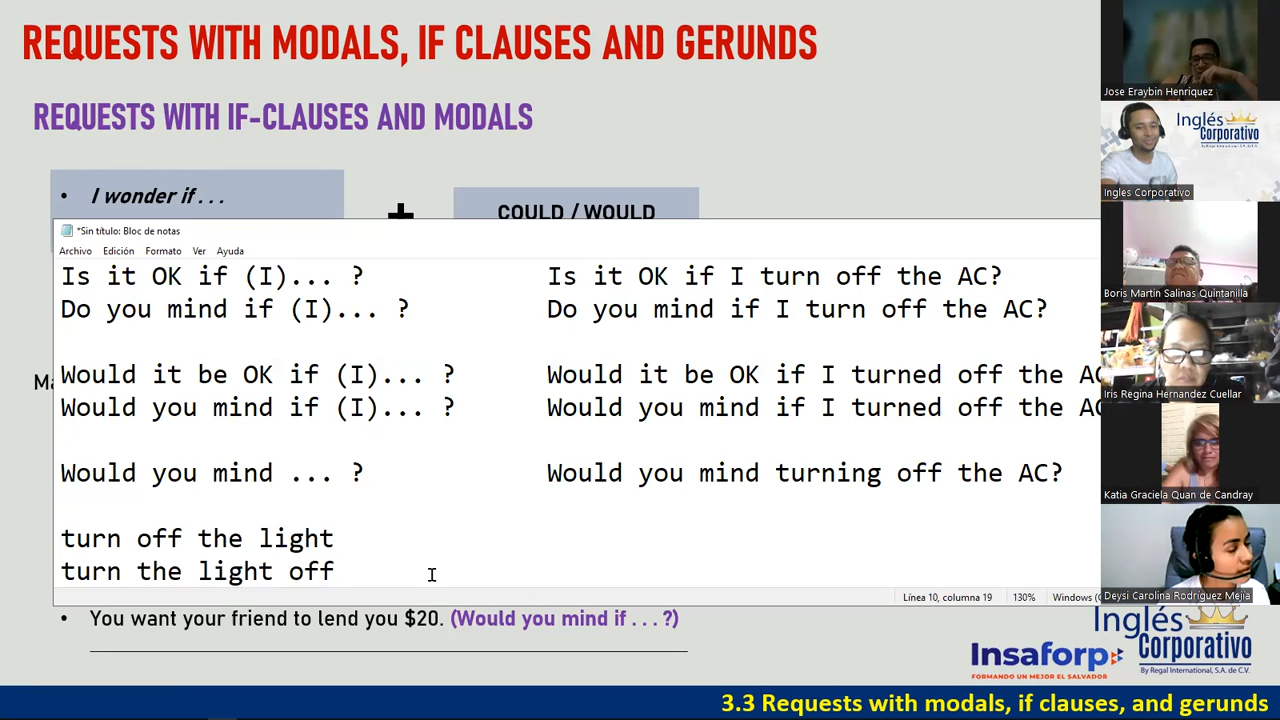 REQUESTS WITH MODALS, IF CLAUSES AND GERUNDS
REQUESTS WITH IF-CLAUSES AND MODALS
• I wonder if . . .
+
COULD / WOULD
*Sin título: Bloc de notas
Archivo Edición Formato Ver Ayuda
Is it OK if (I)... ? Is it OK if I turn off the AC?
Do you mind if (I)... ? Do you mind if I turn off the AC?
Would it be OK if (I)... ? Would it be OK if I turned off the AC
Would you mind if (I)... ? Would you mind if I turned off the AC
Would you mind ... ? Would you mind turning off the AC?
turn off the light
turn the light off
Línea 10, columna 19 130% Windows (
• You want your friend to lend you $20. (Would you mind if . . . ?)
Insaforp
FORMANDO UN MEJOR EL SALVADOR
Inglés
Corporativo
By Regal International, S.A. de C.V.
3.3 Requests with modals, if clauses, and gerunds
Jose Eraybin Henriquez
Inglés
Corporativo
By Regal International, S.A. de C.V.
Ingles Corporativo
Boris Martin Salinas Quintanilla
Iris Regina Hernandez Cuellar
Katia Graciela Quan de Candray
Deysi Carolina Rodriguez Mejia